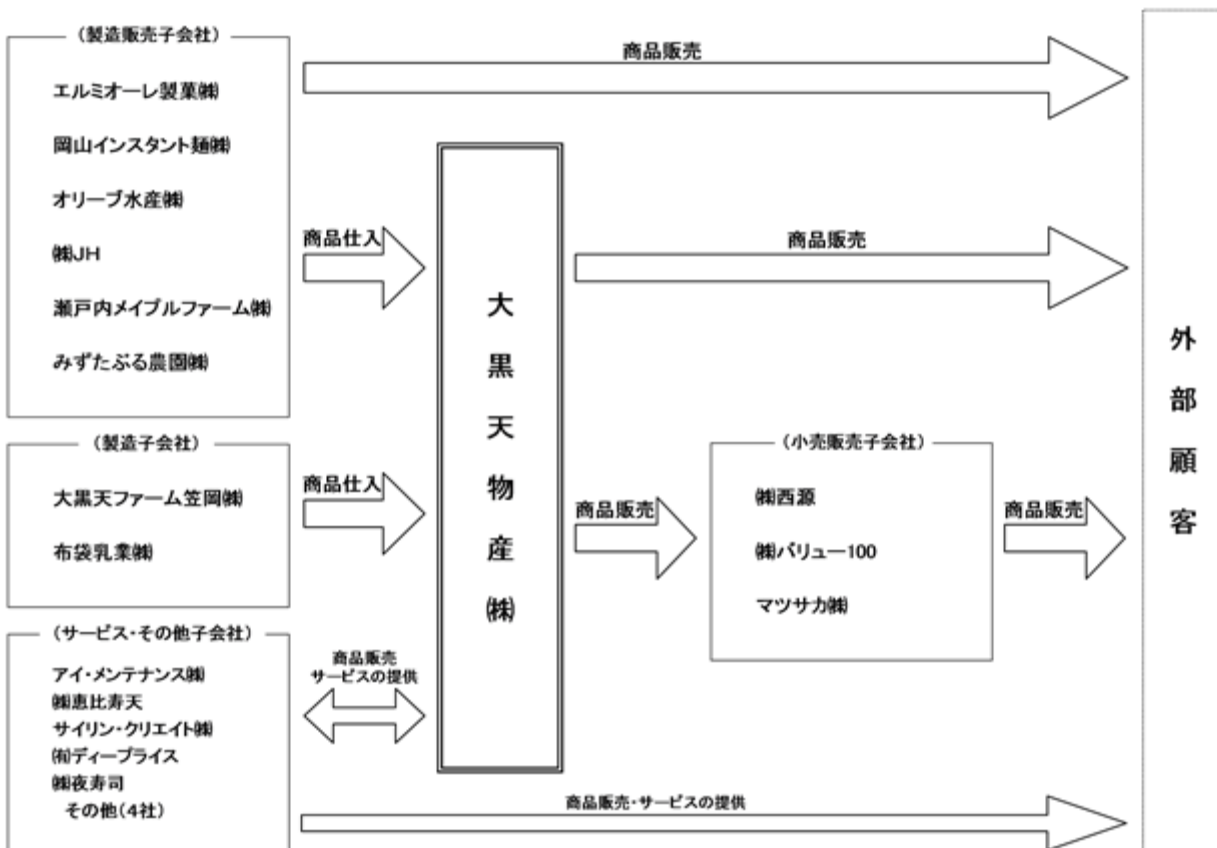 (製造販売子会社)
エルミオーレ製菓㈱
岡山インスタント麺㈱
オリーブ水産㈱
㈱JH
瀬戸内メイプルファーム㈱
みずたぶる農園㈱
商品販売
商品仕入
商品販売
(製造子会社)
大黒天ファーム笠岡㈱
布袋乳業㈱
商品仕入
大黒天物産㈱
商品販売
(小売販売子会社)
㈱西源
㈱バリュー100
マツサカ㈱
商品販売
(サービス・その他子会社)
アイ・メンテナンス㈱
㈱恵比寿天
サイリン・クリエイト㈱
㈲ディープライス
㈱夜寿司
その他(4社)
商品販売
サービスの提供
商品販売・サービスの提供
外部顧客